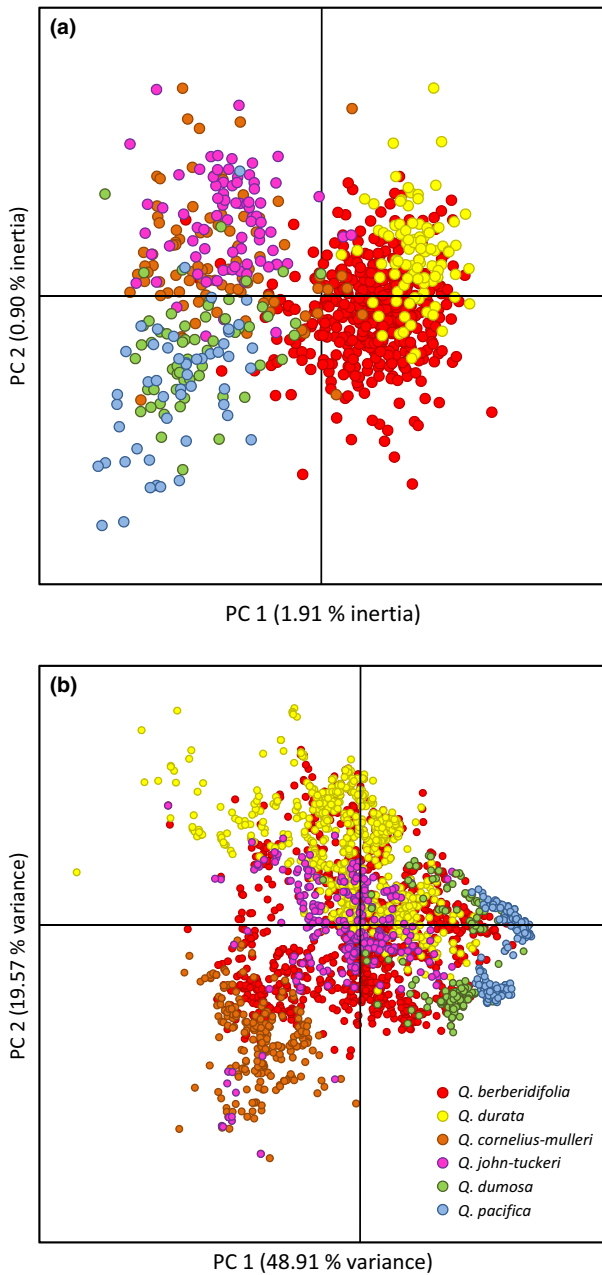 (a)
PC 2 (0.90 % inertia)
PC 1 (1.91 % inertia)
(b)
PC 2 (19.57 % variance)
Q. berberidifolia
Q. durata
Q. cornelius-mulleri
Q. john-tuckeri
Q. dumosa
Q. pacifica
PC 1 (48.91 % variance)